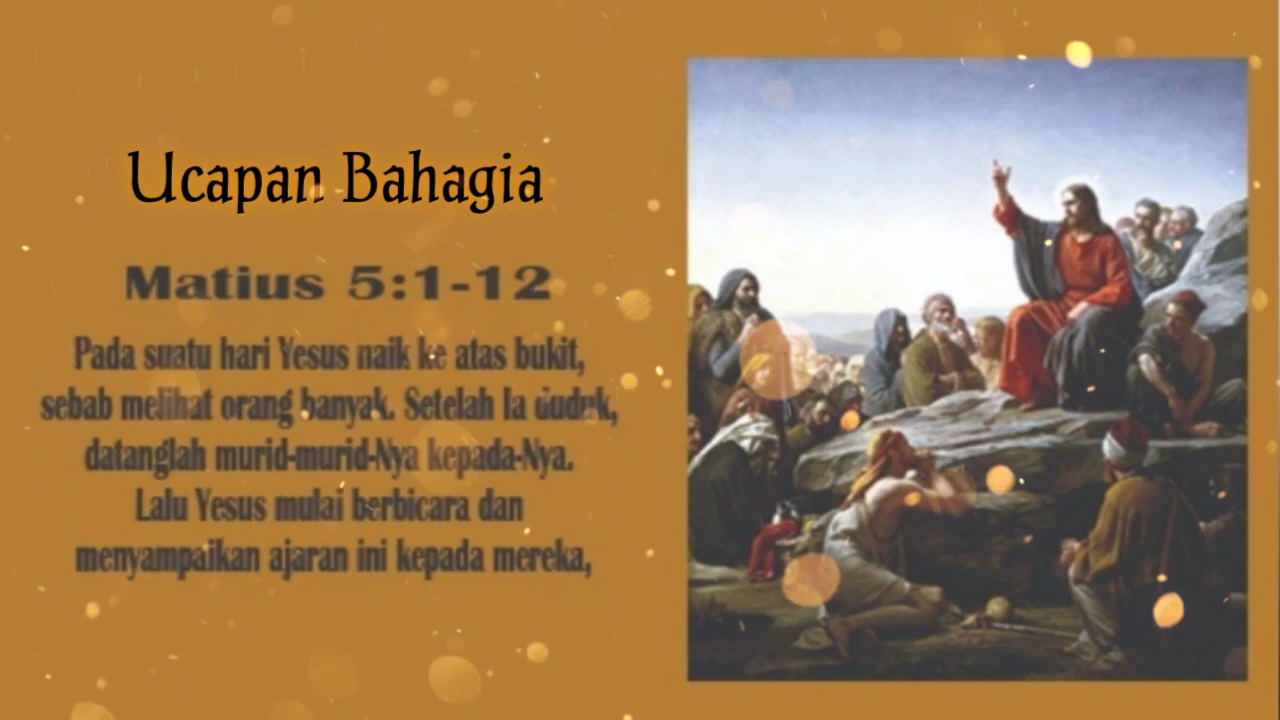 Ucapan Bahagia
Matius 5:1-12
Pada suatu hari Yesus naik ke atas bukit,
sebab melihat orang banyak. Setelah Ia duduk,
datanglah murid-murid-Nya kepada-Nya.
Lalu Yesus mulai berbicara dan
menyampaikan ajaran ini kepada mereka,